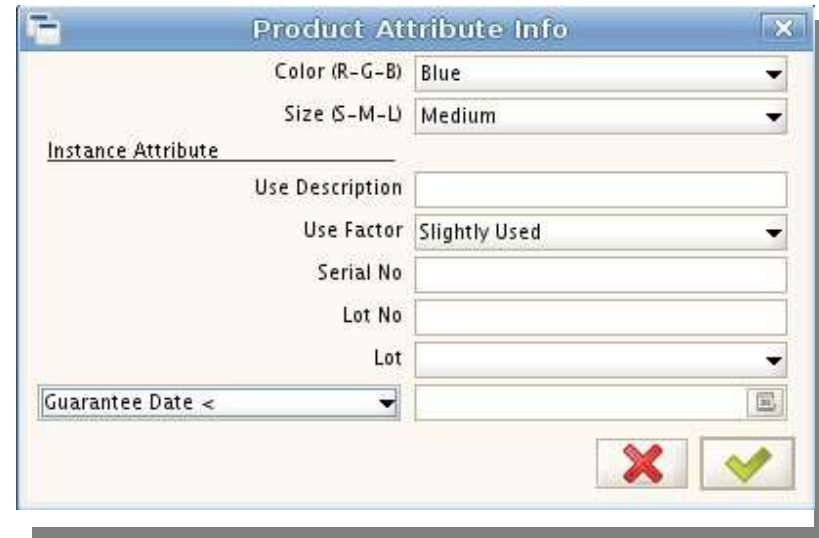 Product Attribute Info
Color (R-G-B) Blue
Size (S-M-L) Medium
Instance Attribute
Use Description
Use Factor Slightly Used
Serial No
Lot No
Lot
Guarantee Date <